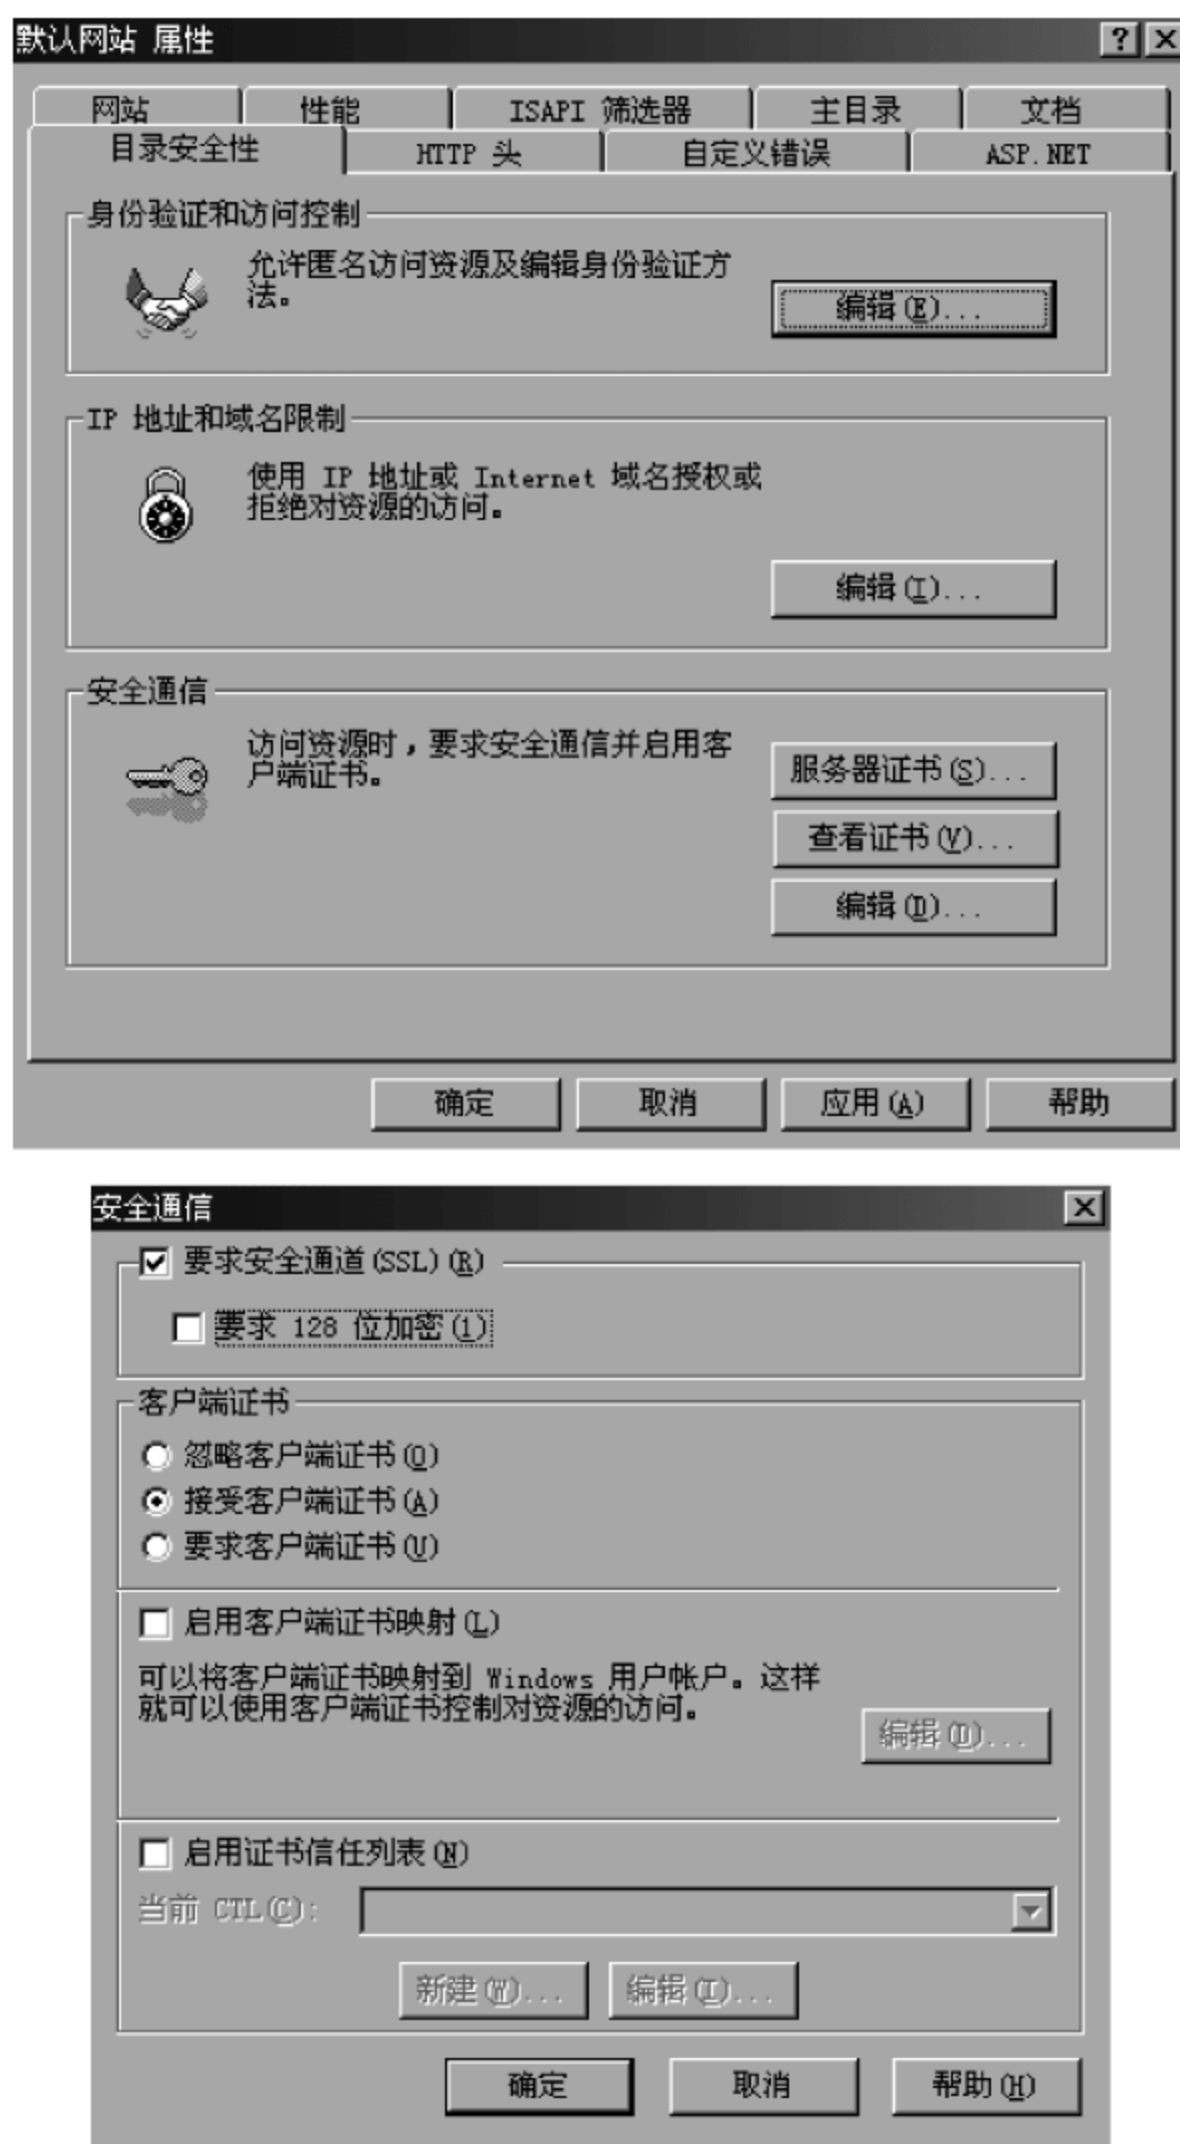 默认网站 属性
网站 性能 ISAPI 筛选器 主目录 文档
目录安全性 HTTP 头 自定义错误 ASP.NET
身份验证和访问控制
允许匿名访问资源及编辑身份验证方
法。
编辑(E)...
IP 地址和域名限制
使用 IP 地址或 Internet 域名授权或
拒绝对资源的访问。
编辑(I)...
安全通信
访问资源时，要求安全通信并启用客
户端证书。
服务器证书(S)...
查看证书(V)...
编辑(D)...
确定 取消 应用(A) 帮助
安全通信
要求安全通道(SSL)(R)
要求 128 位加密(1)
客户端证书
忽略客户端证书(O)
接受客户端证书(A)
要求客户端证书(U)
启用客户端证书映射(L)
可以将客户端证书映射到 Windows 用户帐户。这样
就可以使用客户端证书控制对资源的访问。
编辑(D)...
启用证书信任列表(N)
当前 CTL(C):
新建(W)... 编辑(I)...
确定 取消 帮助(H)